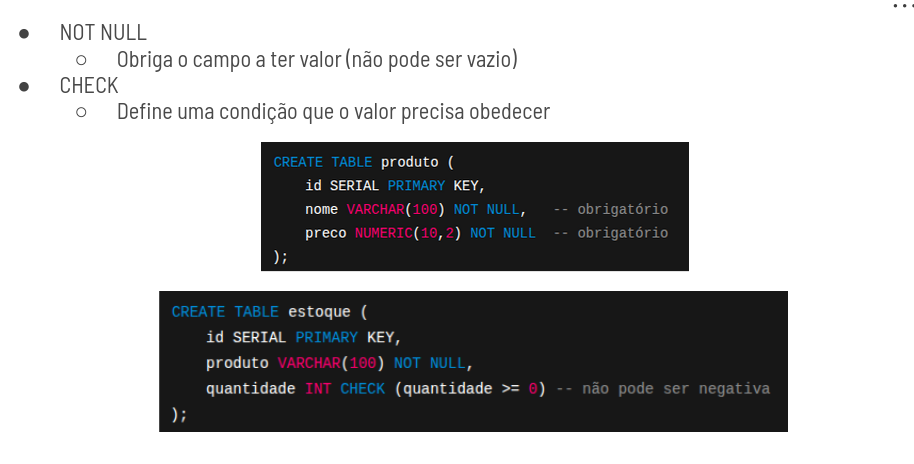 ● NOT NULL
○ Obriga o campo a ter valor (não pode ser vazio)
● CHECK
○ Define uma condição que o valor precisa obedecer
CREATE TABLE produto (
    id SERIAL PRIMARY KEY,
    nome VARCHAR(100) NOT NULL,   -- obrigatório
    preco NUMERIC(10,2) NOT NULL  -- obrigatório
);
CREATE TABLE estoque (
    id SERIAL PRIMARY KEY,
    produto VARCHAR(100) NOT NULL,
    quantidade INT CHECK (quantidade >= 0) -- não pode ser negativa
);